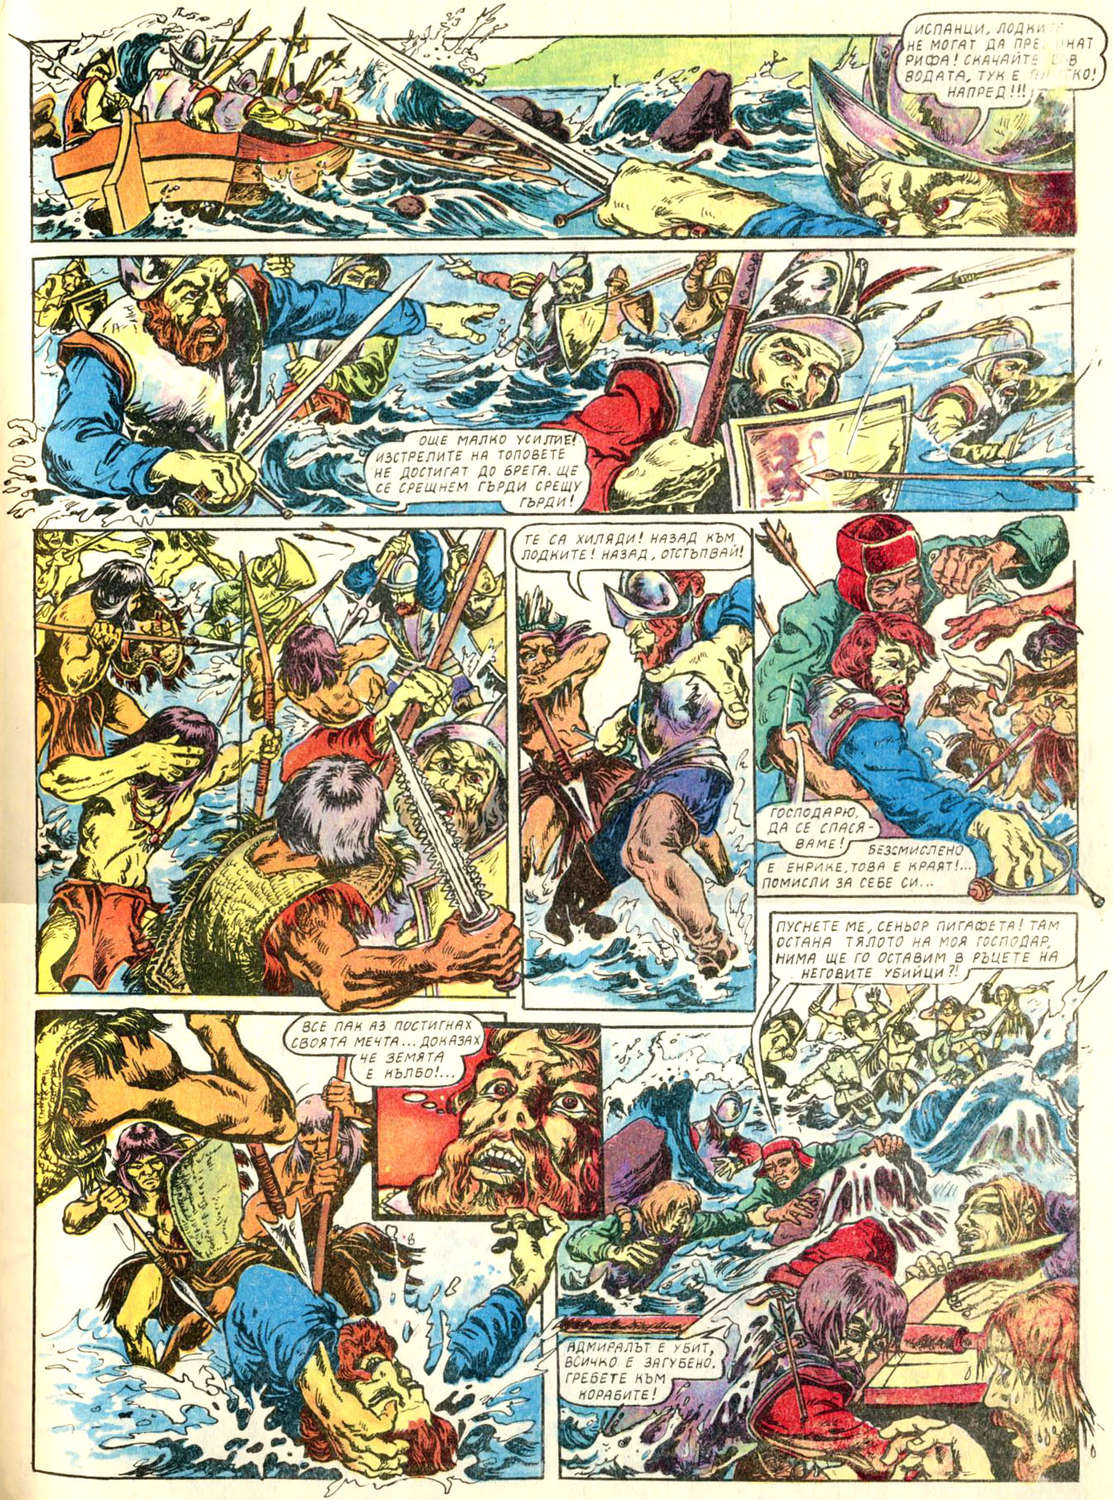 ИСПАНЦИ, ЛОДКИТЕ
НЕ МОГАТ ДА
РИФА! СКАЧАЙТЕ
ВОДАТА, ТУК Е
НАПРЕД!!!
ОЩЕ МАЛКО УСИЛИЕ!
ИЗСТРЕЛИТЕ НА ТОПОВЕТЕ
НЕ ДОСТИГАТ ДО БРЕГА. ЩЕ
СЕ СРЕЩНЕМ ГЪРДИ СРЕЩУ
ГЪРДИ!
ТЕ СА ХИЛЯДИ! НАЗАД КЪМ
ЛОДКИТЕ! НАЗАД, ОТСТЪПВАЙ!
ГОСПОДАРЮ,
ДА СЕ СПАСЯ-
ВАМЕ!
БЕЗСМИСЛЕНО
Е ЕНРИКЕ, ТОВА Е КРАЯТ!...
ПОМИСЛИ ЗА СЕБЕ СИ...
ВСЕ ПАК АЗ ПОСТИГНАХ
СВОЯТА МЕЧТА... ДОКАЗАХ
ЧЕ ЗЕМЯТА
Е КЪЛБО!...
ПУСНЕТЕ МЕ, СЕНЬОР ПИГАФЕТА! ТАМ
ОСТАНА ТЯЛОТО НА МОЯ ГОСПОДАР,
НИМА ЩЕ ГО ОСТАВИМ В РЪЦЕТЕ НА
НЕГОВИТЕ УБИЙЦИ?!
АДМИРАЛЪТ Е УБИТ,
ВСИЧКО Е ЗАГУБЕНО.
ГРЕБЕТЕ КЪМ
КОРАБИТЕ!